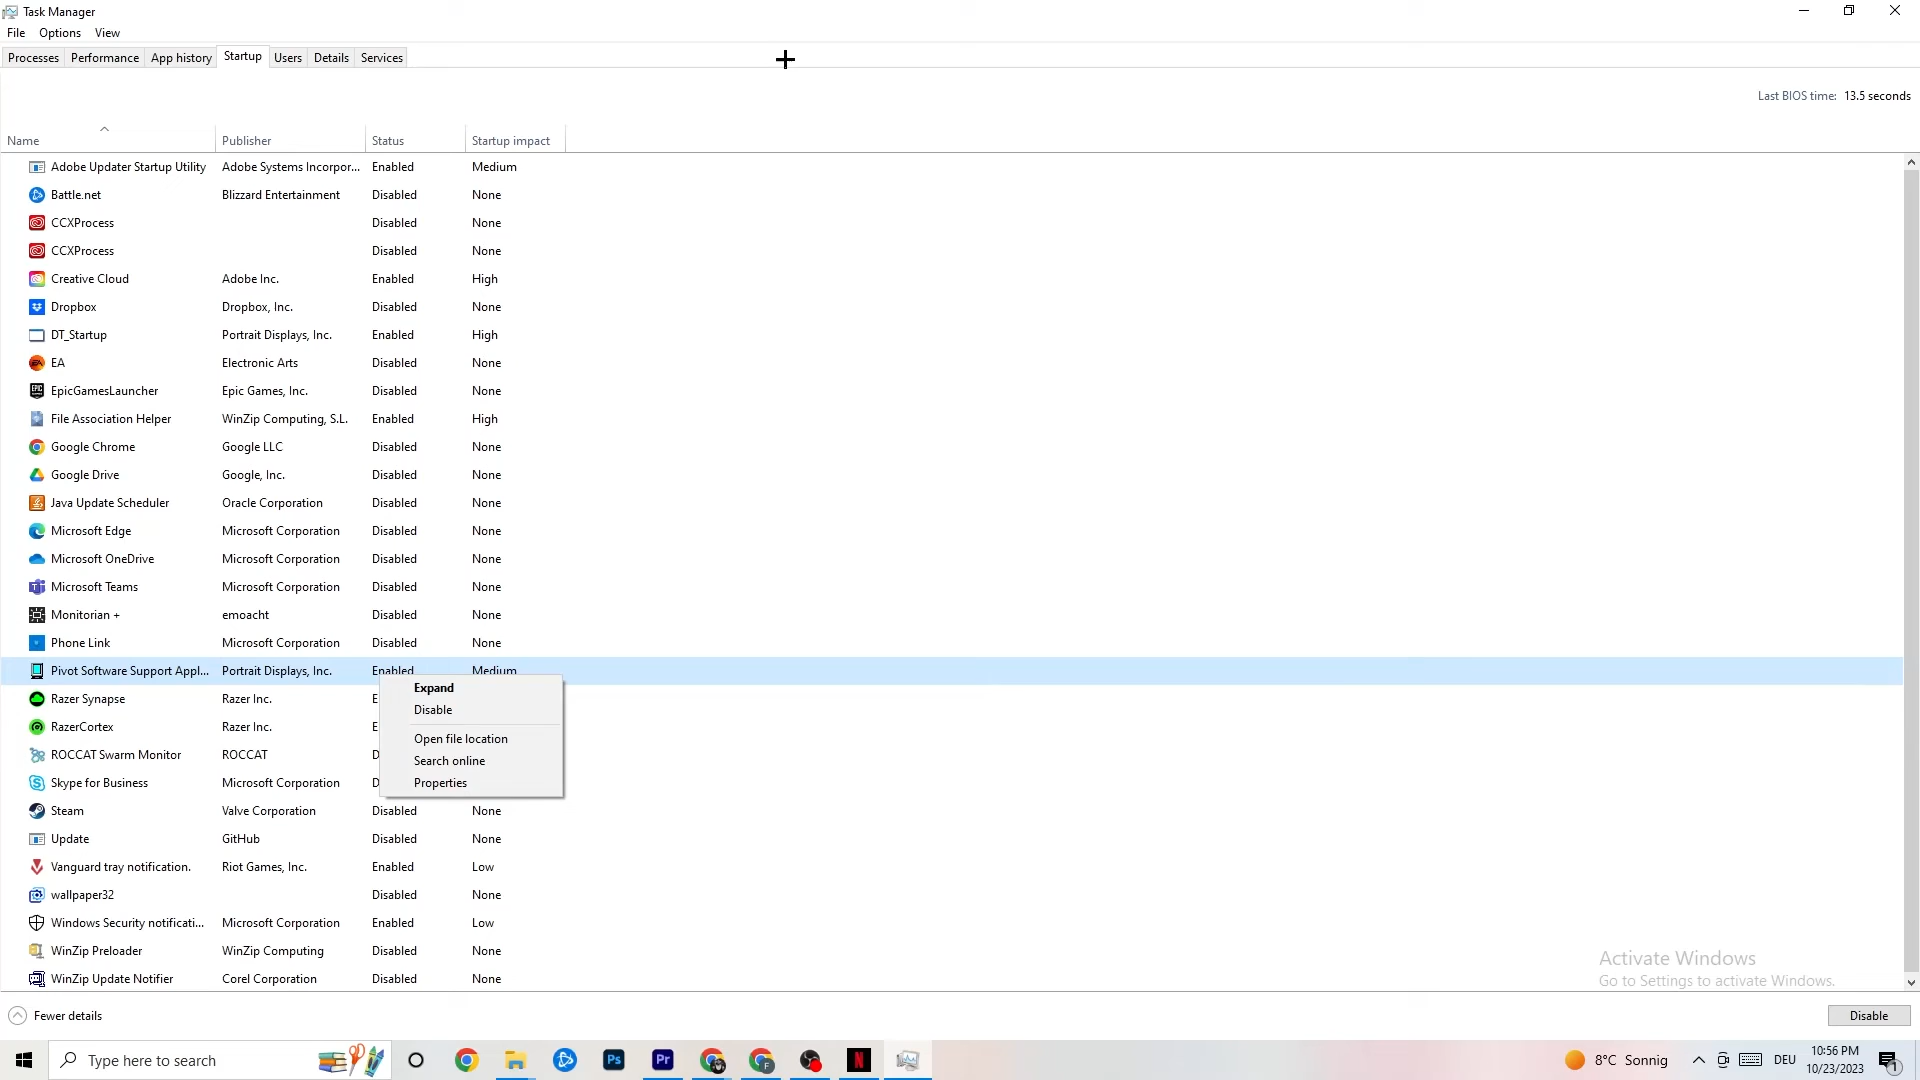 Task Manager
File Options View
Processes Performance App history Startup Users Details Services
Last BIOS time: 13.5 seconds
Name Publisher Status Startup impact
Adobe Updater Startup Utility Adobe Systems Incorpor... Enabled Medium
Battle.net Blizzard Entertainment Disabled None
CCXProcess Disabled None
CCXProcess Disabled None
Creative Cloud Adobe Inc. Enabled High
Dropbox Dropbox, Inc. Disabled None
DT_Startup Portrait Displays, Inc. Enabled High
EA Electronic Arts Disabled None
EpicGamesLauncher Epic Games, Inc. Disabled None
File Association Helper WinZip Computing, S.L. Enabled High
Google Chrome Google LLC Disabled None
Google Drive Google, Inc. Disabled None
Java Update Scheduler Oracle Corporation Disabled None
Microsoft Edge Microsoft Corporation Disabled None
Microsoft OneDrive Microsoft Corporation Disabled None
Microsoft Teams Microsoft Corporation Disabled None
Monitorian + emoacht Disabled None
Phone Link Microsoft Corporation Disabled None
Pivot Software Support Appl... Portrait Displays, Inc. Enabled Medium
Expand
Razer Synapse Razer Inc. E
Disable
RazerCortex Razer Inc. E
Open file location
ROCCAT Swarm Monitor ROCCAT D
Search online
Skype for Business Microsoft Corporation D
Properties
Steam Valve Corporation Disabled None
Update GitHub Disabled None
Vanguard tray notification. Riot Games, Inc. Enabled Low
wallpaper32 Disabled None
Windows Security notificati... Microsoft Corporation Enabled Low
WinZip Preloader WinZip Computing Disabled None
WinZip Update Notifier Corel Corporation Disabled None
Activate Windows
Go to Settings to activate Windows.
Fewer details Disable
Type here to search Ps Pr F N 8°C Sonnig DEU 10:56 PM
10/23/2023 1